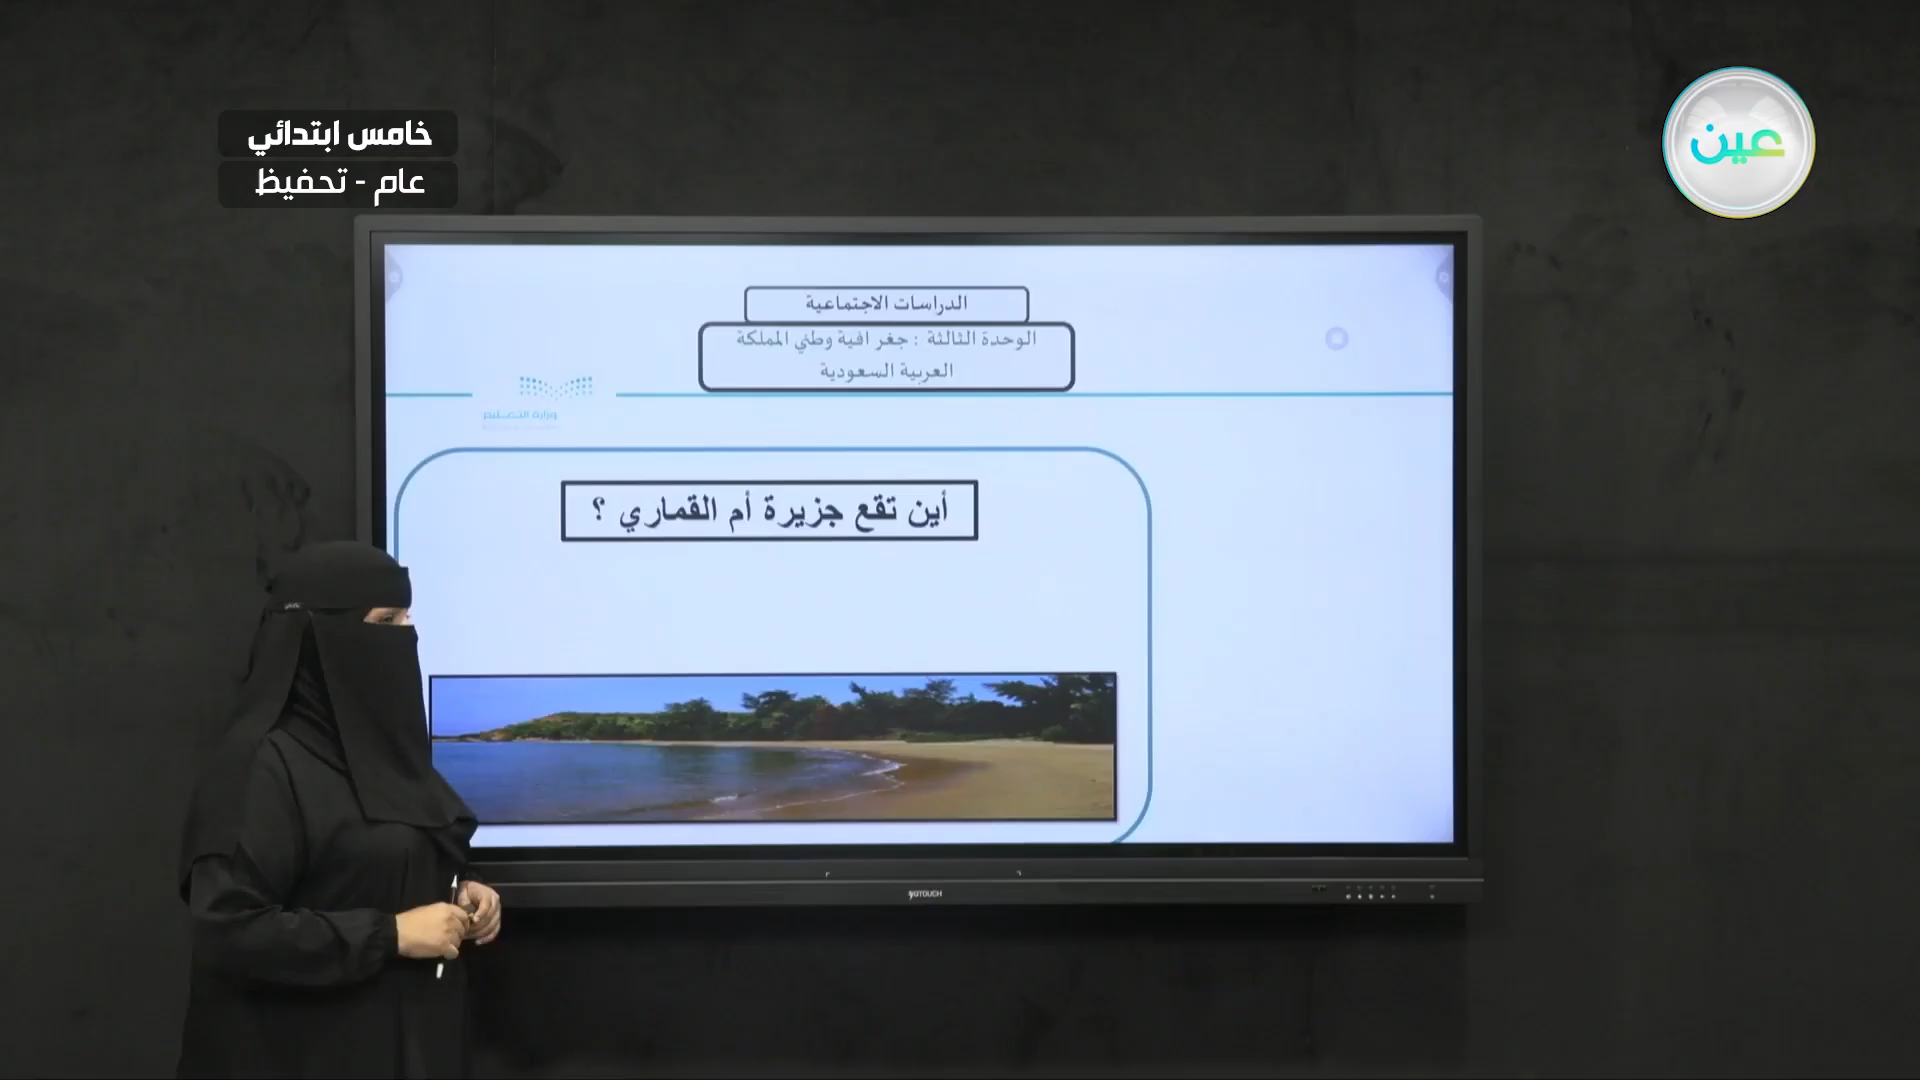 خامس ابتدائي
عام - تحفيظ
عين
الدراسات الاجتماعية
الوحدة الثالثة : جغرافية وطني المملكة
العربية السعودية
وزارة التعليم
أين تقع جزيرة أم القماري ؟
YOTOUCH